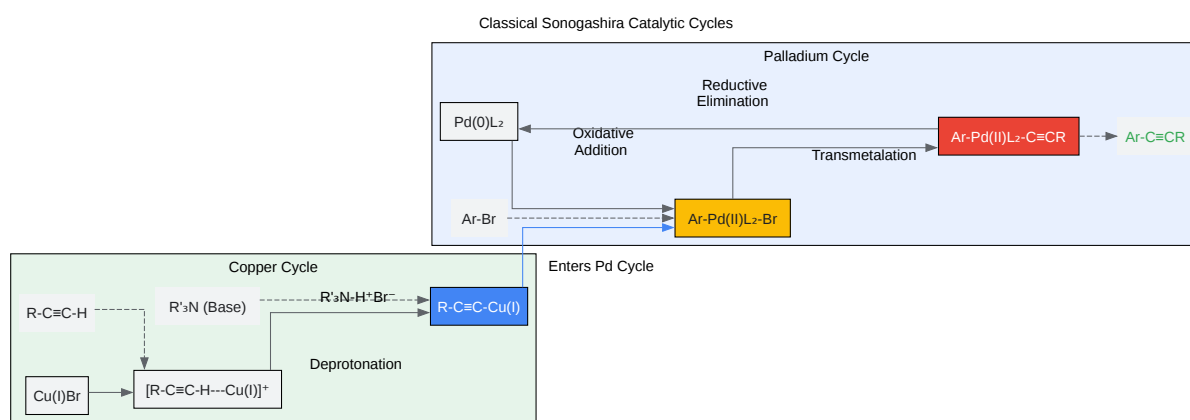 Classical Sonogashira Catalytic Cycles
Palladium Cycle
Reductive
Elimination
Pd(0)L₂
Oxidative
Addition
Ar-Pd(II)L₂-C≡CR
Ar-C≡CR
Transmetalation
Ar-Br
Ar-Pd(II)L₂-Br
Copper Cycle
Enters Pd Cycle
R-C≡C-H
R'₃N (Base)
R'₃N-H⁺Br⁻
R-C≡C-Cu(I)
Deprotonation
Cu(I)Br
[R-C≡C-H---Cu(I)]⁺